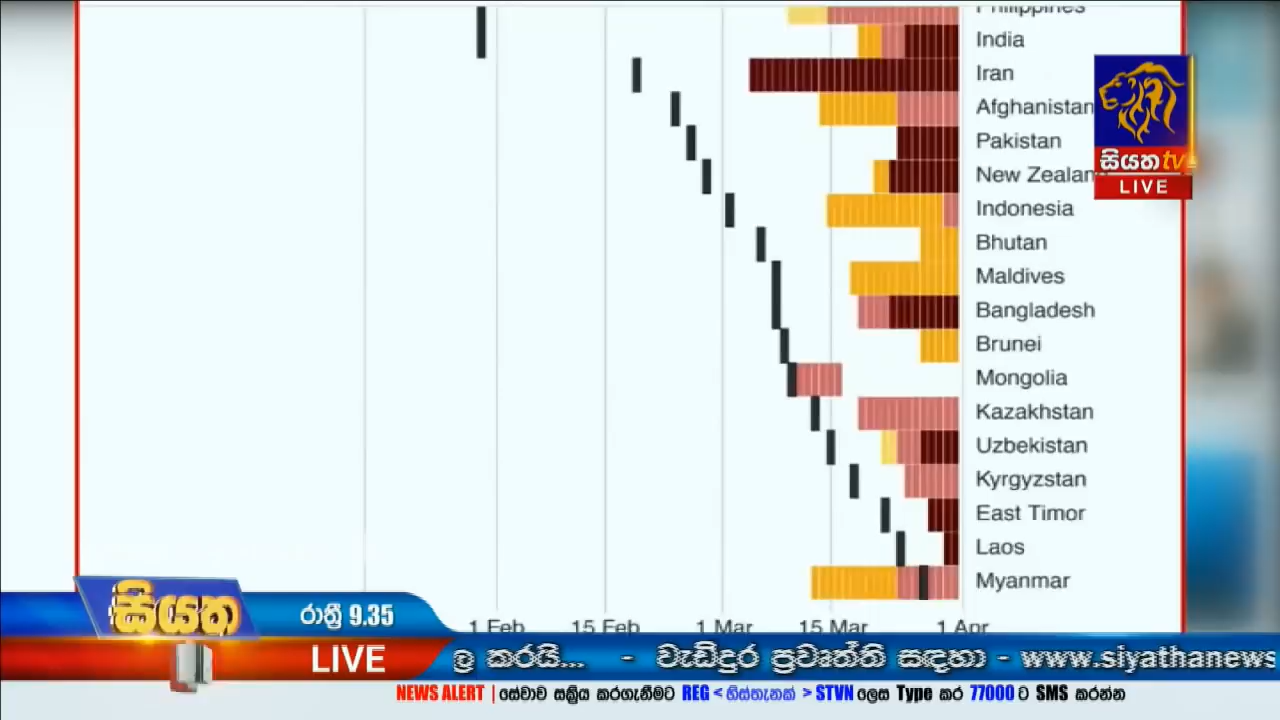 Philippines
India
Iran
Afghanistan
Pakistan
New Zealan
Indonesia
Bhutan
Maldives
Bangladesh
Brunei
Mongolia
Kazakhstan
Uzbekistan
Kyrgyzstan
East Timor
Laos
Myanmar
1 Feb 15 Feb 1 Mar 15 Mar 1 Apr
සියත tv
LIVE
සියත
රාත්‍රී 9.35
LIVE
ල කරයි... - වැඩිදුර ප්‍රවෘත්ති සඳහා - www.siyathanews
NEWS ALERT | සේවාව සක්‍රිය කරගැනීමට REG < හිස්තැනක් > STVN ලෙස Type කර 77000 ට SMS කරන්න